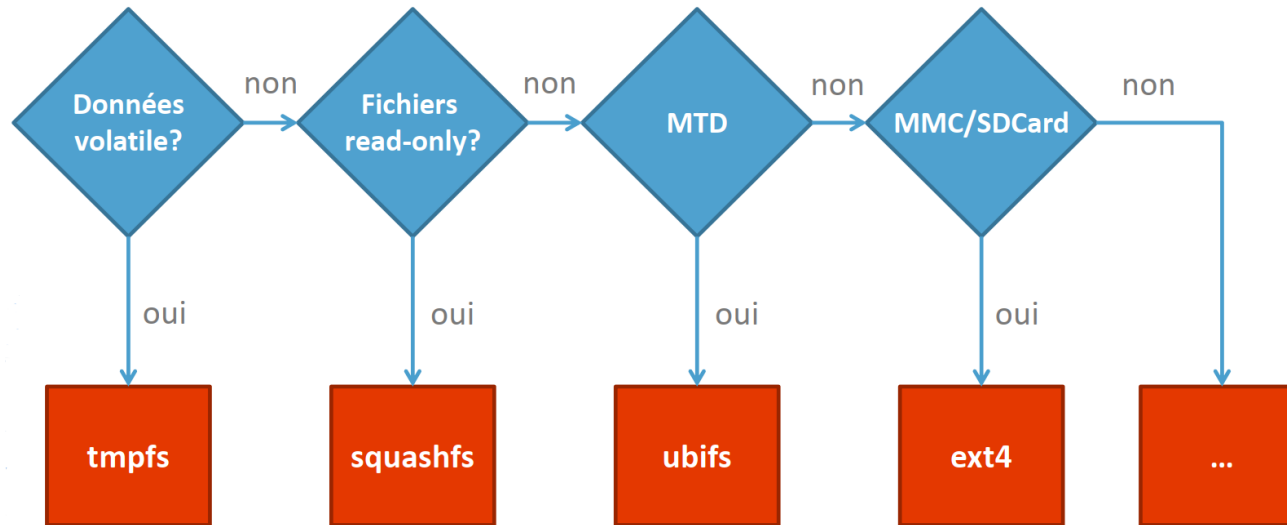 Données
volatile?
non
Fichiers
read-only?
non
MTD
non
MMC/SDCard
non
oui
oui
oui
oui
tmpfs
squashfs
ubifs
ext4
...